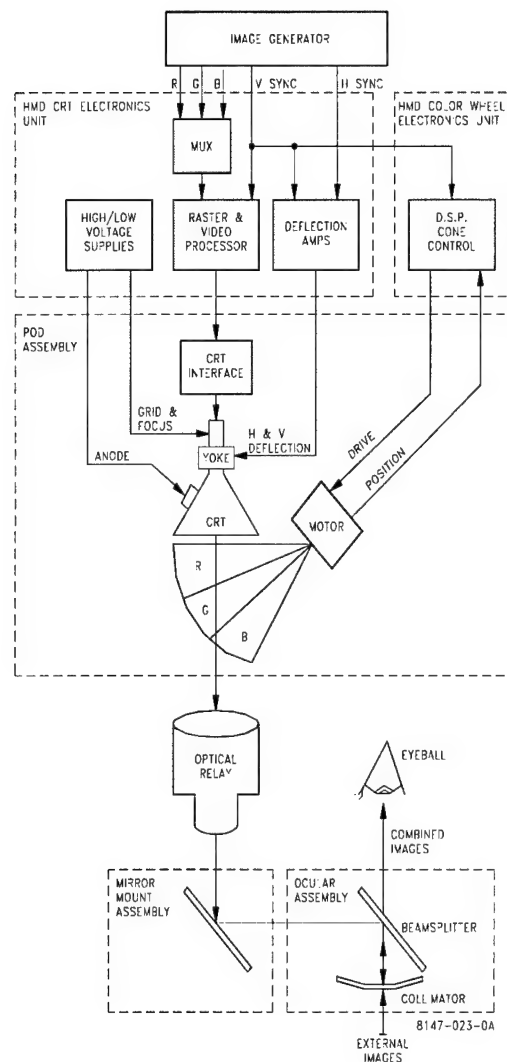 IMAGE GENERATOR
R G B V SYNC H SYNC
HMD CRT ELECTRONICS
UNIT
HMD COLOR WHEEL
ELECTRONICS UNIT
MUX
HIGH/LOW
VOLTAGE
SUPPLIES
RASTER &
VIDEO
PROCESSOR
DEFLECTION
AMPS
D.S.P.
CONE
CONTROL
POD
ASSEMBLY
CRT
INTERFACE
GRID &
FOCUS
H & V
DEFLECTION
YOKE
ANODE
CRT
DRIVE
POSITION
MOTOR
R
G
B
OPTICAL
RELAY
EYEBALL
COMBINED
IMAGES
MIRROR
MOUNT
ASSEMBLY
OCULAR
ASSEMBLY
BEAMSPLITTER
COLLIMATOR
8147-023-0A
EXTERNAL
IMAGES